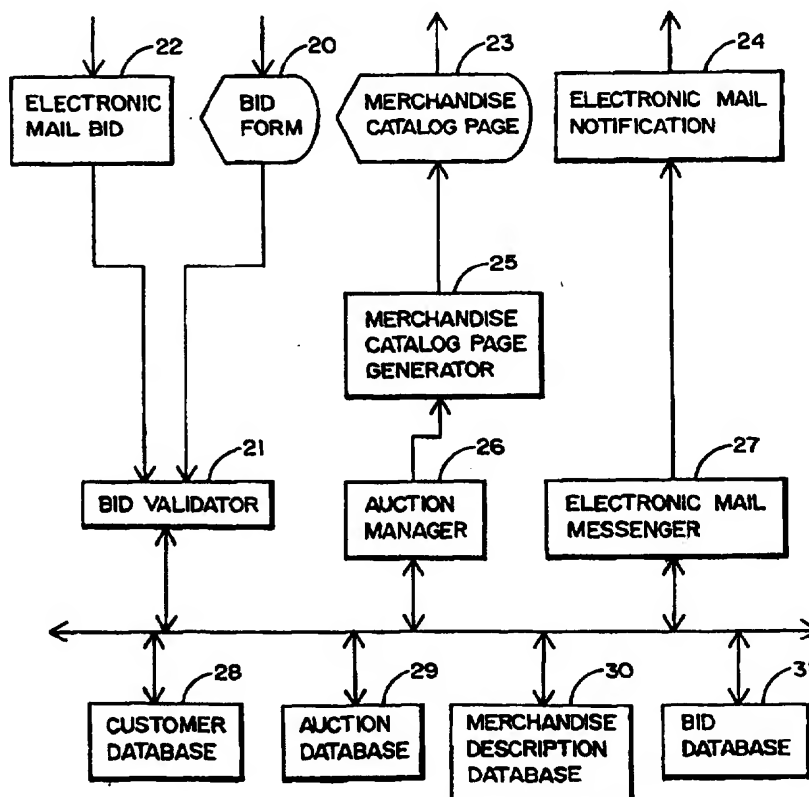 22
20
23
24
ELECTRONIC
MAIL BID
BID
FORM
MERCHANDISE
CATALOG PAGE
ELECTRONIC MAIL
NOTIFICATION
25
MERCHANDISE
CATALOG PAGE
GENERATOR
21
26
27
BID VALIDATOR
AUCTION
MANAGER
ELECTRONIC MAIL
MESSENGER
28
29
30
CUSTOMER
DATABASE
AUCTION
DATABASE
MERCHANDISE
DESCRIPTION
DATABASE
BID
DATABASE